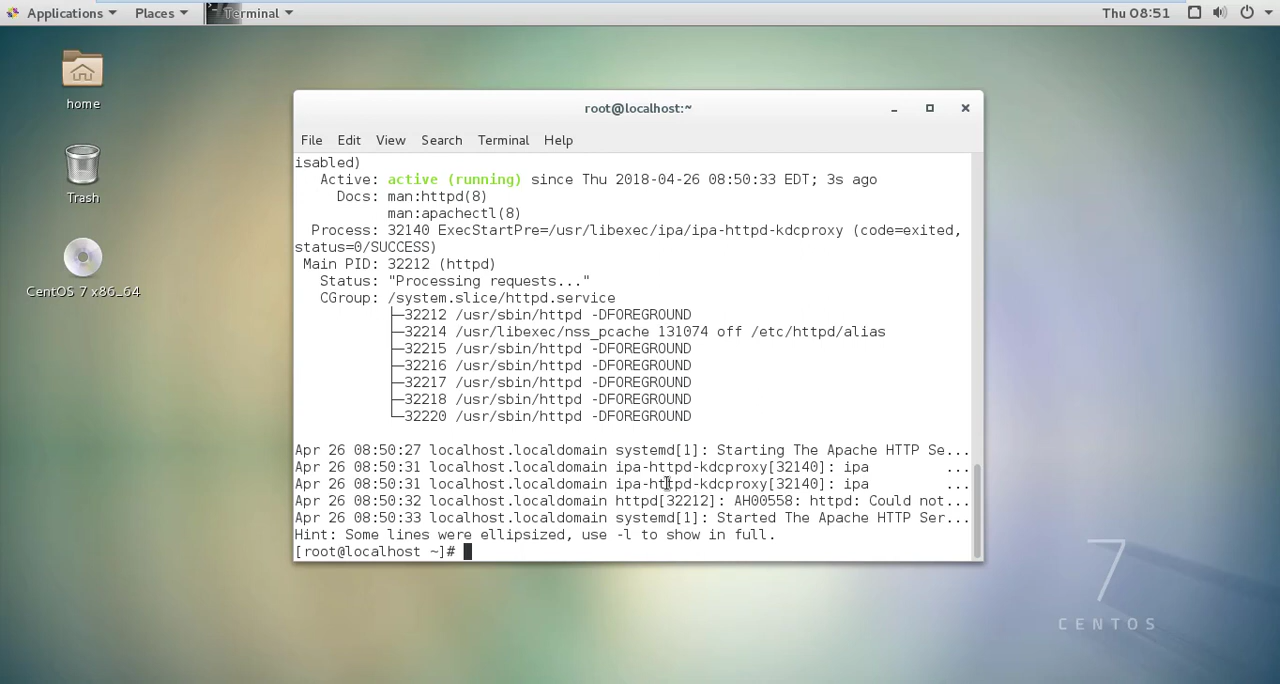 Applications Places Terminal Thu 08:51
home
Trash
CentOS 7 x86_64
root@localhost:~
File Edit View Search Terminal Help
isabled)
Active: active (running) since Thu 2018-04-26 08:50:33 EDT; 3s ago
Docs: man:httpd(8)
man:apachectl(8)
Process: 32140 ExecStartPre=/usr/libexec/ipa/ipa-httpd-kdcproxy (code=exited,
status=0/SUCCESS)
Main PID: 32212 (httpd)
Status: "Processing requests..."
CGroup: /system.slice/httpd.service
├─32212 /usr/sbin/httpd -DFOREGROUND
├─32214 /usr/libexec/nss_pcache 131074 off /etc/httpd/alias
├─32215 /usr/sbin/httpd -DFOREGROUND
├─32216 /usr/sbin/httpd -DFOREGROUND
├─32217 /usr/sbin/httpd -DFOREGROUND
├─32218 /usr/sbin/httpd -DFOREGROUND
└─32220 /usr/sbin/httpd -DFOREGROUND
Apr 26 08:50:27 localhost.localdomain systemd[1]: Starting The Apache HTTP Se...
Apr 26 08:50:31 localhost.localdomain ipa-httpd-kdcproxy[32140]: ipa ...
Apr 26 08:50:31 localhost.localdomain ipa-httpd-kdcproxy[32140]: ipa ...
Apr 26 08:50:32 localhost.localdomain httpd[32212]: AH00558: httpd: Could not...
Apr 26 08:50:33 localhost.localdomain systemd[1]: Started The Apache HTTP Ser...
Hint: Some lines were ellipsized, use -l to show in full.
[root@localhost ~]#
7
CENTOS